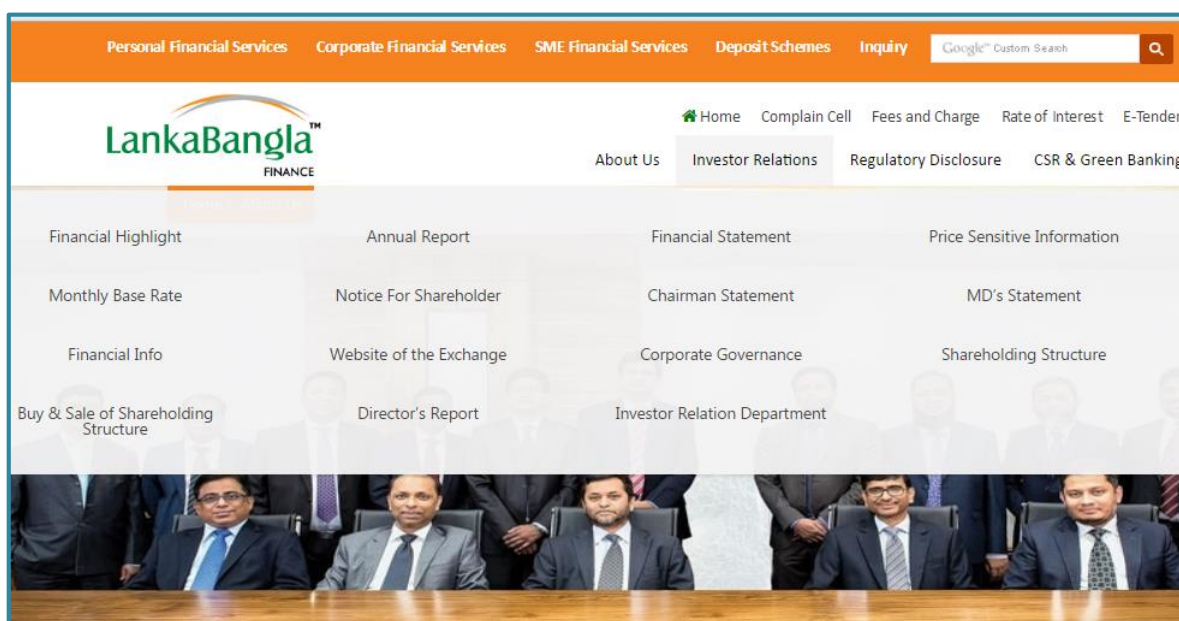 Personal Financial Services Corporate Financial Services SME Financial Services Deposit Schemes Inquiry Google™ Custom Search
Home Complain Cell Fees and Charge Rate of Interest E-Tender
LankaBangla™
FINANCE
About Us Investor Relations Regulatory Disclosure CSR & Green Banking
Financial Highlight Annual Report Financial Statement Price Sensitive Information
Monthly Base Rate Notice For Shareholder Chairman Statement MD's Statement
Financial Info Website of the Exchange Corporate Governance Shareholding Structure
Buy & Sale of Shareholding Director's Report Investor Relation Department
Structure